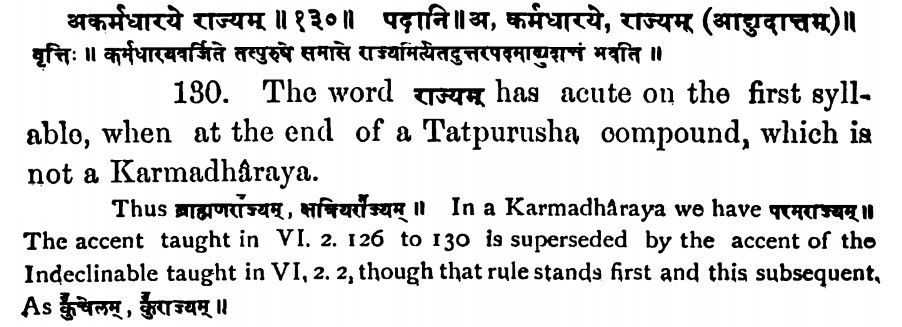 अकर्मधारये राज्यम् ॥ १३० ॥ पदानि ॥ अ, कर्मधारये, राज्यम् (आद्युदात्तम्) ॥
वृत्तिः ॥ कर्मधारयवर्जिते तत्पुरुषे समासे राज्यमित्येतदुत्तरपदमाद्युदात्तं भवति ॥
130. The word राज्यम् has acute on the first syll-
able, when at the end of a Tatpurusha compound, which is
not a Karmadhâraya.
Thus ब्राह्मणरा॑ज्यम्, क्षत्रियरा॑ज्यम् ॥ In a Karmadhâraya we have परमराज्यम् ॥
The accent taught in VI. 2. 126 to 130 is superseded by the accent of the
Indeclinable taught in VI. 2. 2, though that rule stands first and this subsequent.
As कु॑चेलम्, कु॑राज्यम् ॥